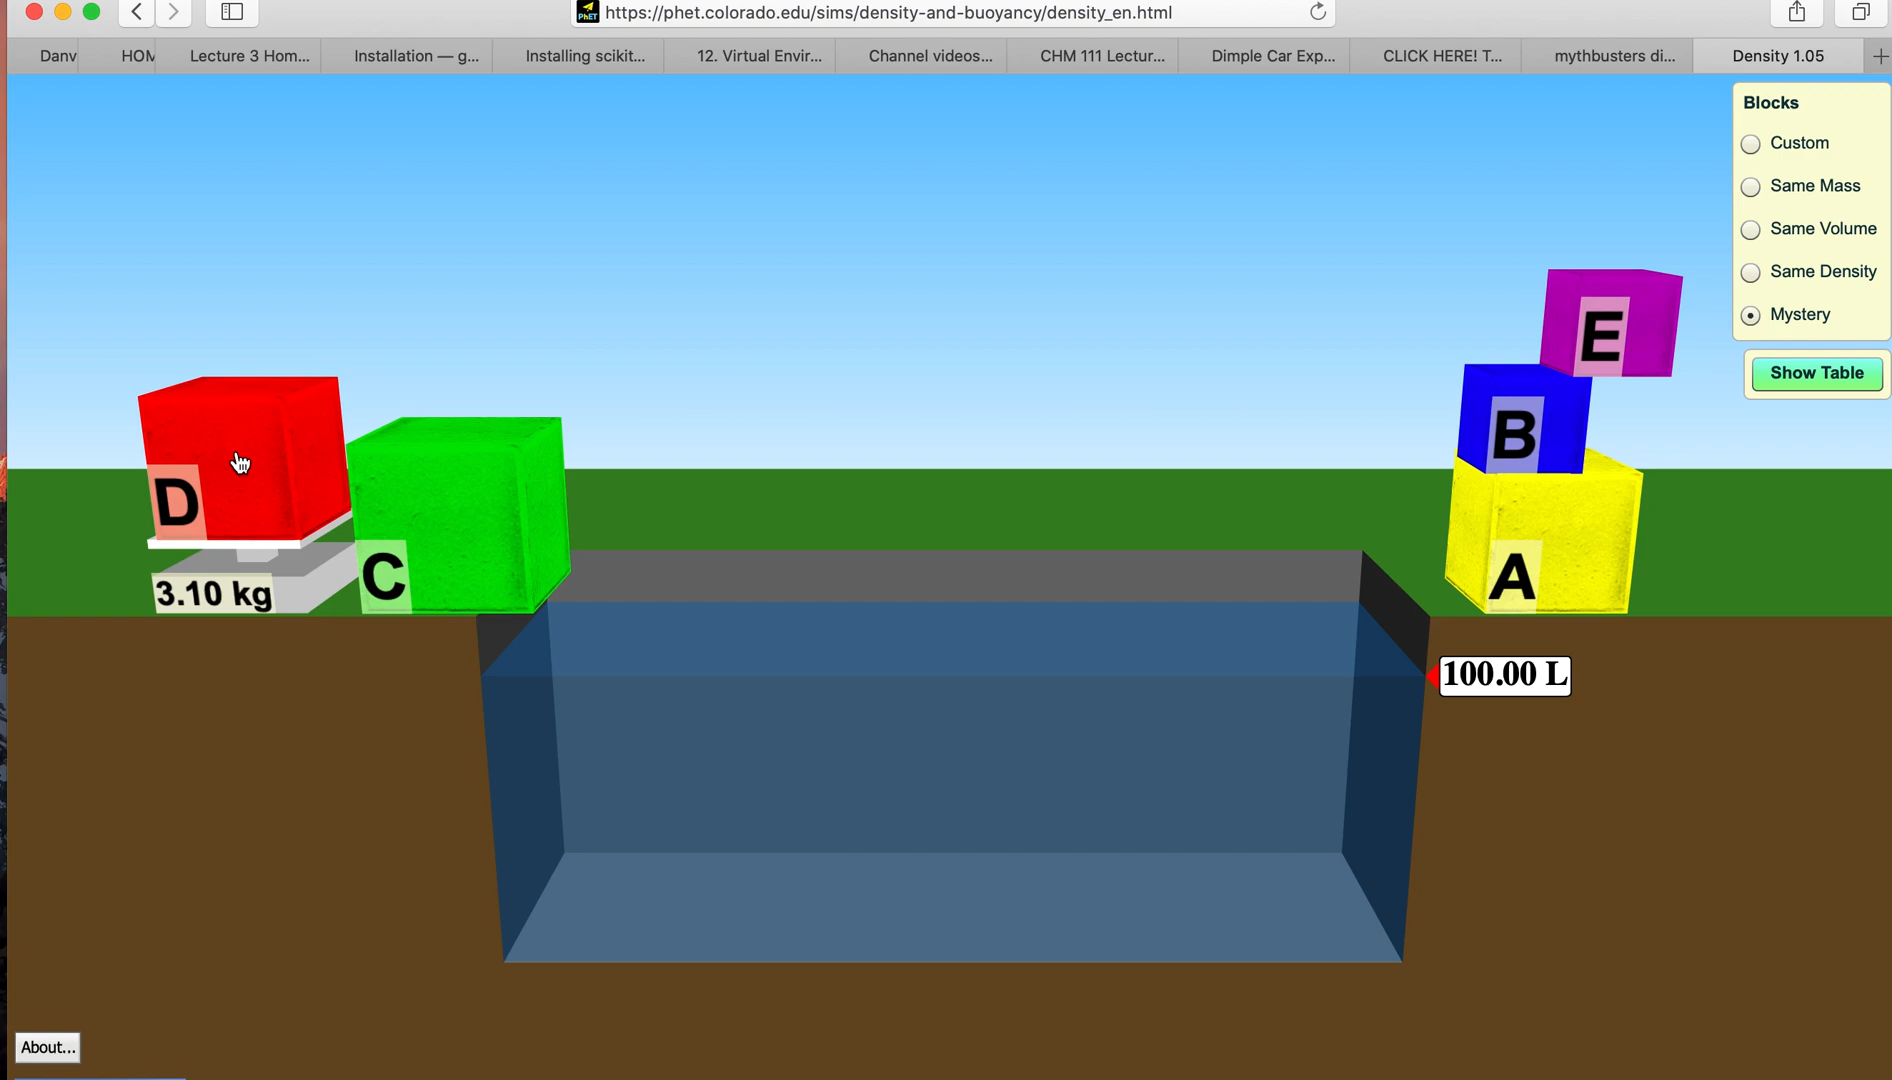 PhET https://phet.colorado.edu/sims/density-and-buoyancy/density_en.html
Danv HOM Lecture 3 Hom... Installation — g... Installing scikit... 12. Virtual Envir... Channel videos... CHM 111 Lectur... Dimple Car Exp... CLICK HERE! T... mythbusters di... Density 1.05
Blocks
Custom
Same Mass
Same Volume
Same Density
Mystery
Show Table
E
B
D
C
A
3.10 kg
100.00 L
About...